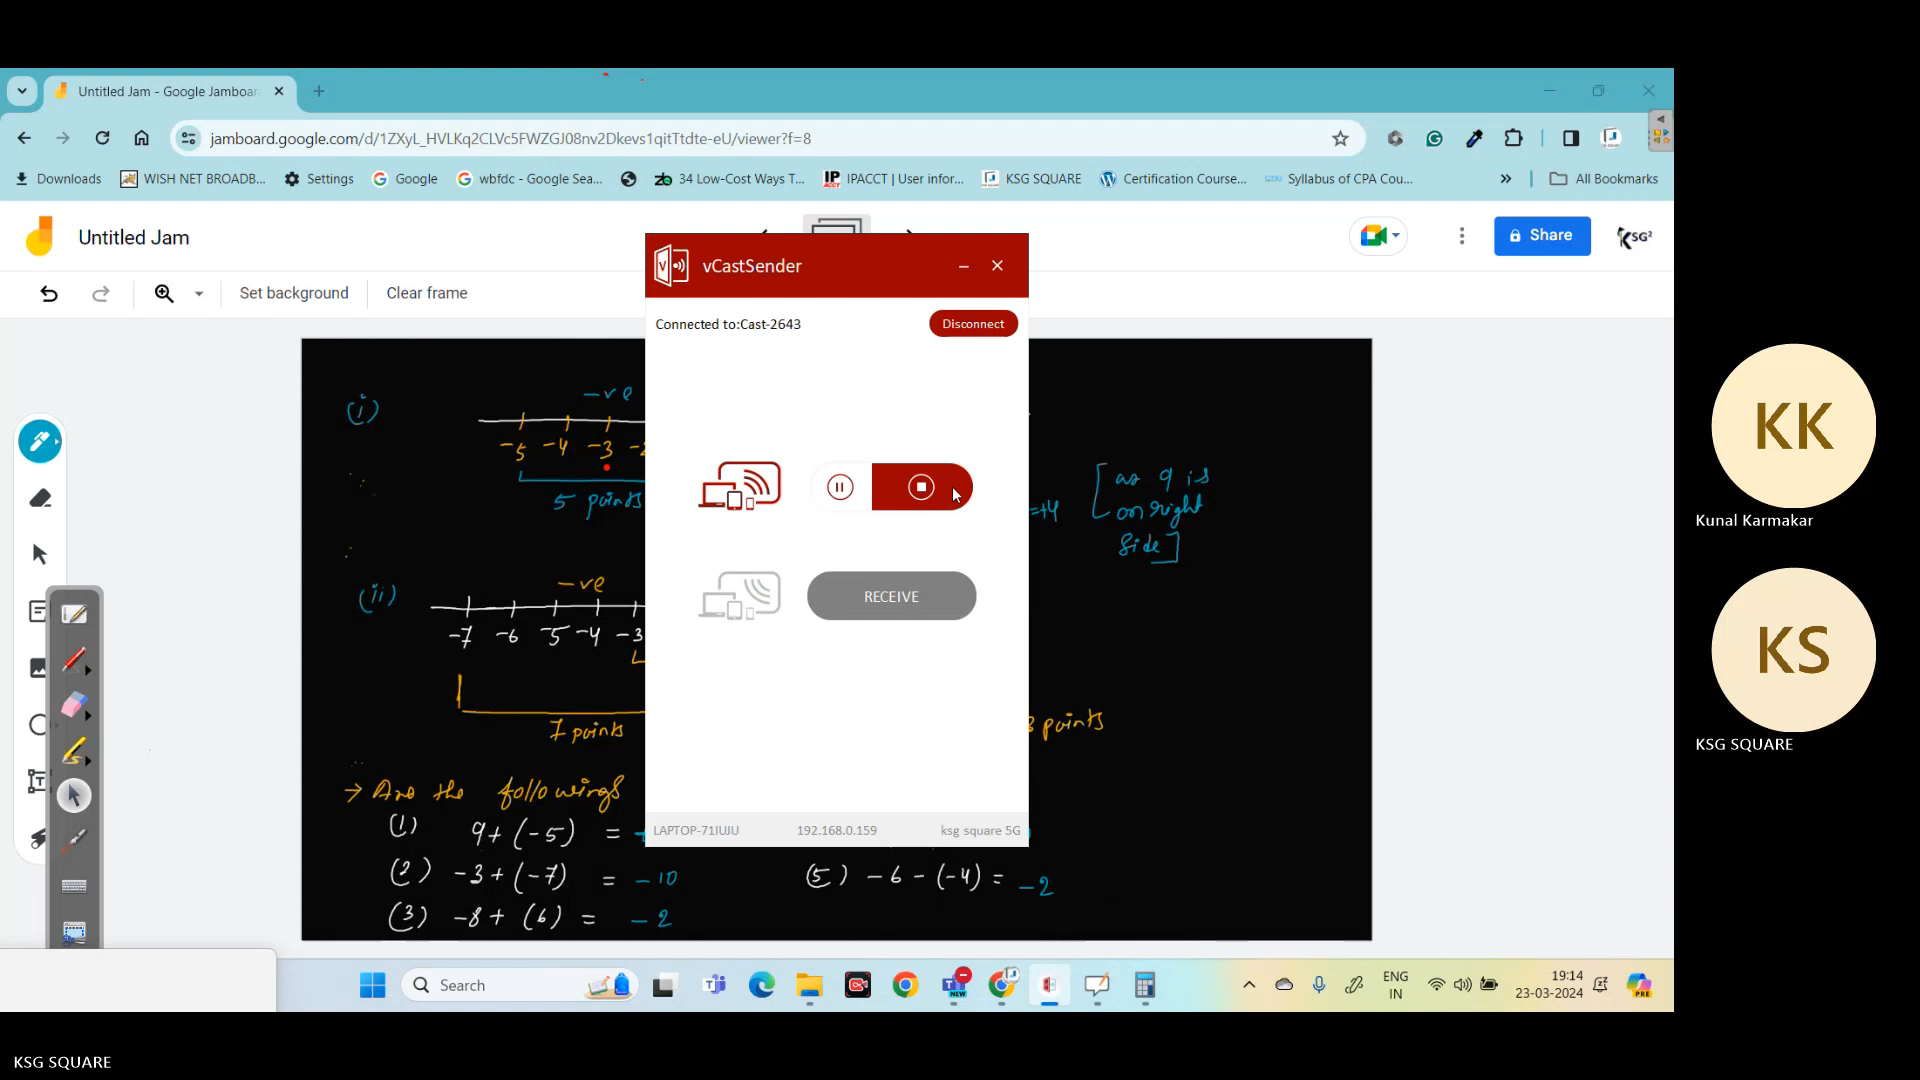 Untitled Jam - Google Jamboar
jamboard.google.com/d/1ZXyL_HVLKq2CLVc5FWZGJ08nv2Dkevs1qitTtdte-eU/viewer?f=8
Downloads WISH NET BROADB... Settings Google wbfdc - Google Sea... 34 Low-Cost Ways T... IPACCT | User infor... KSG SQUARE Certification Course... Syllabus of CPA Cou... » All Bookmarks
Untitled Jam
Share
KSG²
Set background Clear frame
vCastSender
Connected to:Cast-2643
Disconnect
RECEIVE
LAPTOP-71IUJU 192.168.0.159 ksg square 5G
(i) -ve
-5 -4 -3
5 points
=+4
[as 9 is
on right
side]
(ii) -ve
-7 -6 -5 -4 -3
7 points
3 points
→ Are the followings
(1) 9+(-5) =
(2) -3+(-7) = -10
(5) -6-(-4) = -2
(3) -8+(6) = -2
KK
Kunal Karmakar
KS
KSG SQUARE
Search
ENG
IN
19:14
23-03-2024
KSG SQUARE